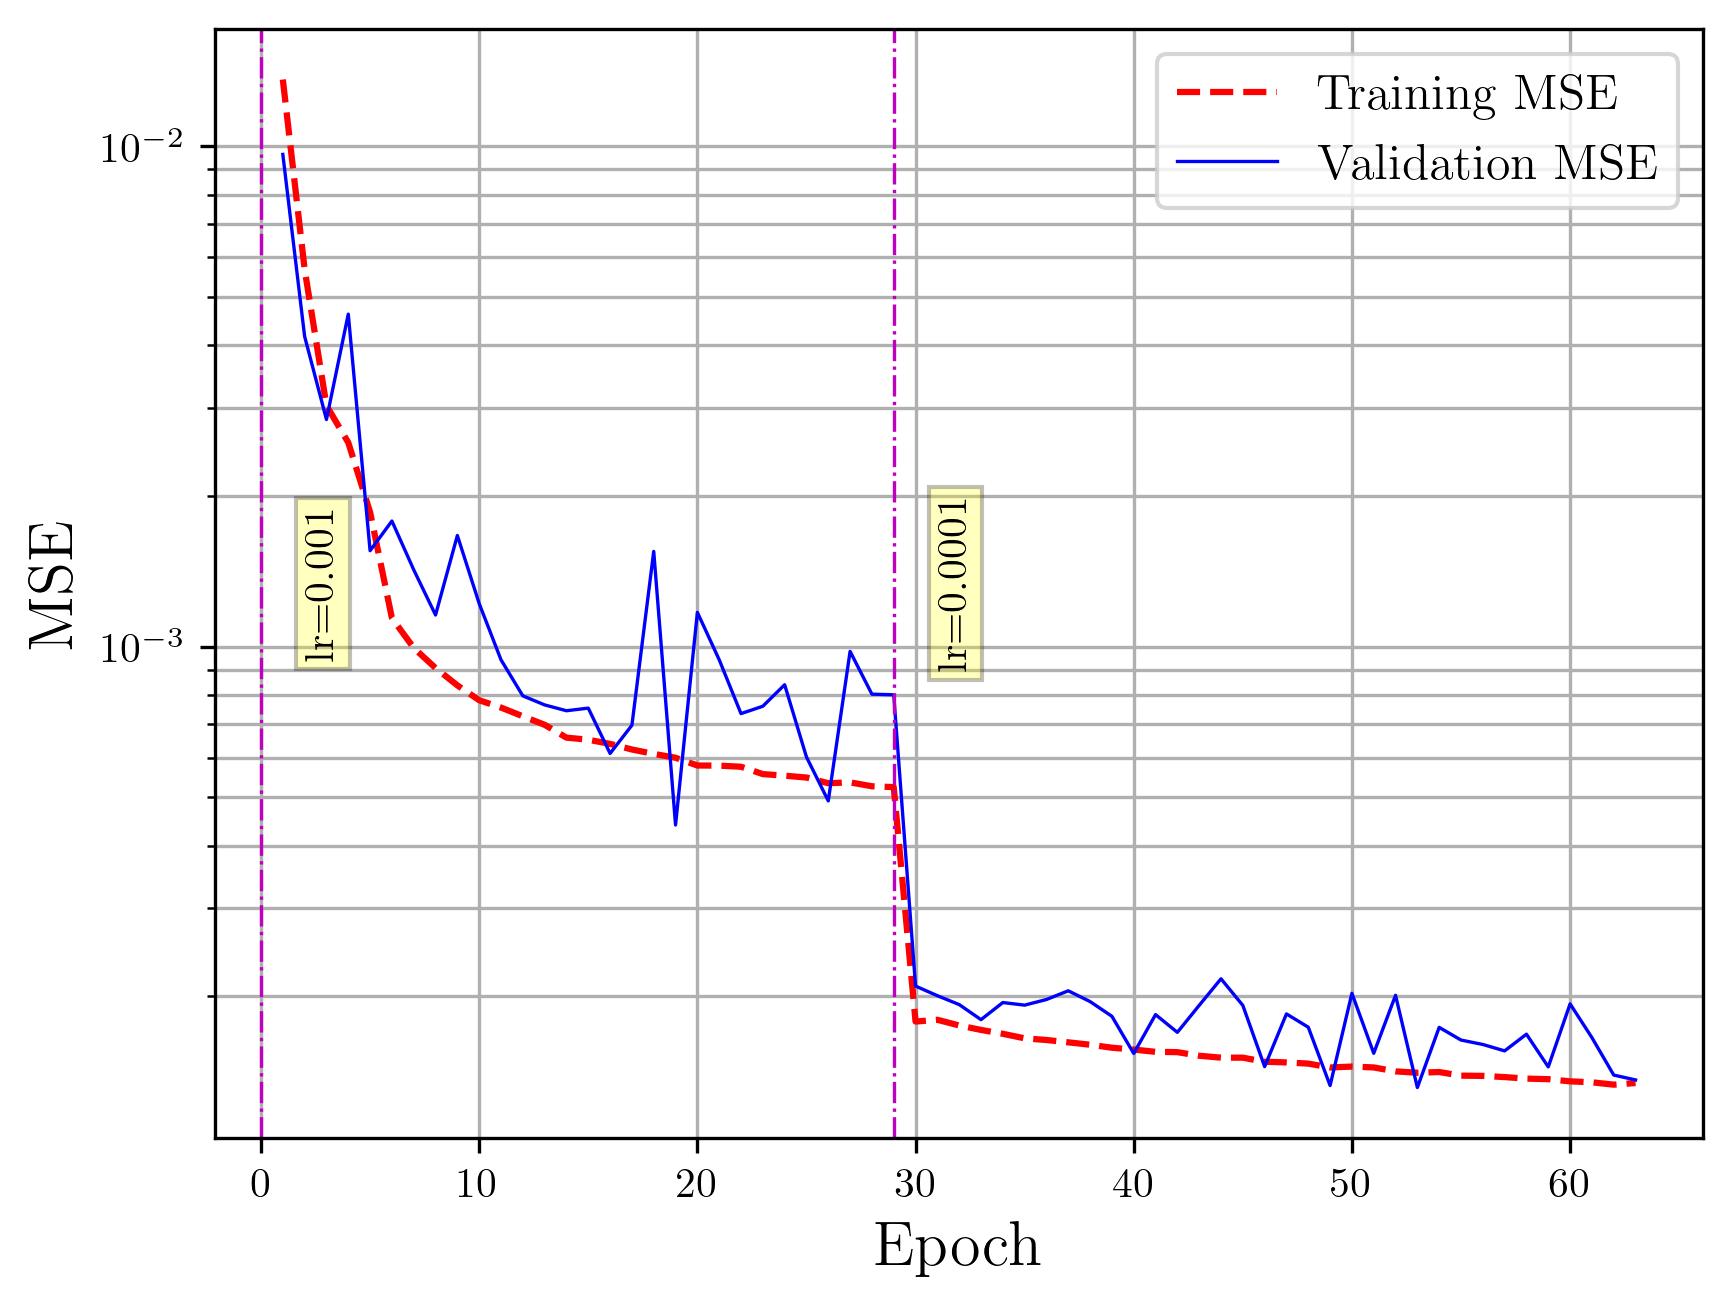 Training MSE
Validation MSE
10⁻²
10⁻³
MSE
lr=0.001
lr=0.0001
0 10 20 30 40 50 60
Epoch